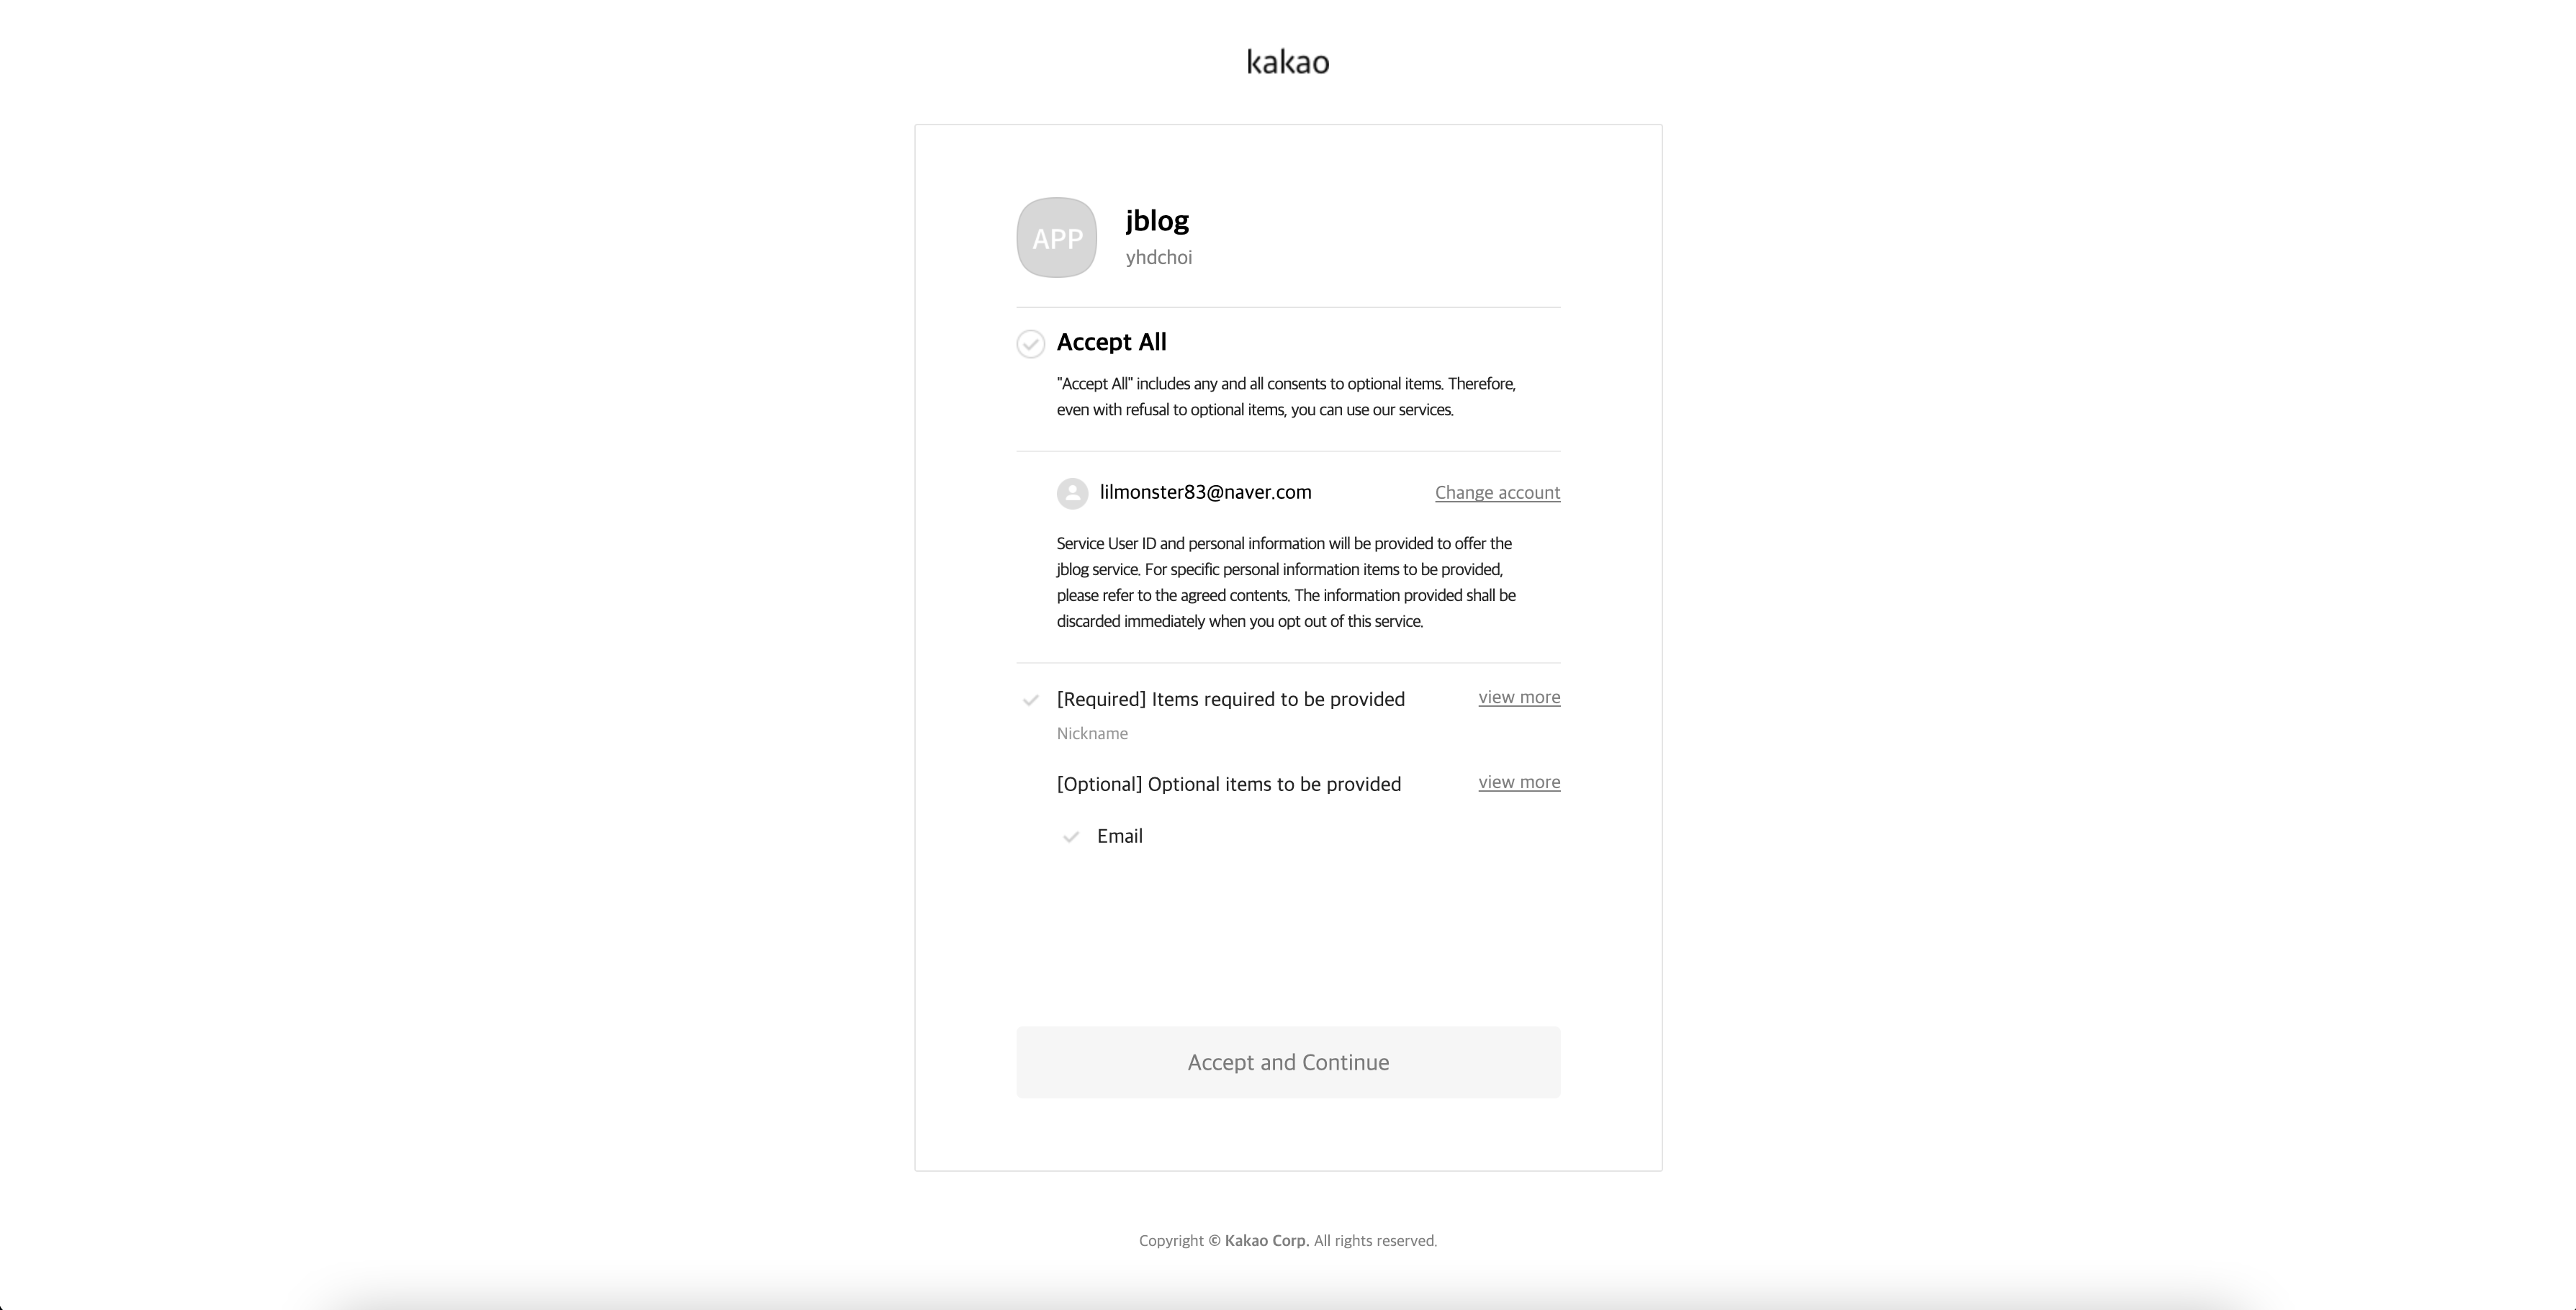 kakao
APP
jblog
yhdchoi
Accept All
"Accept All" includes any and all consents to optional items. Therefore,
even with refusal to optional items, you can use our services.
lilmonster83@naver.com
Change account
Service User ID and personal information will be provided to offer the
jblog service. For specific personal information items to be provided,
please refer to the agreed contents. The information provided shall be
discarded immediately when you opt out of this service.
[Required] Items required to be provided
view more
Nickname
[Optional] Optional items to be provided
view more
Email
Accept and Continue
Copyright © Kakao Corp. All rights reserved.